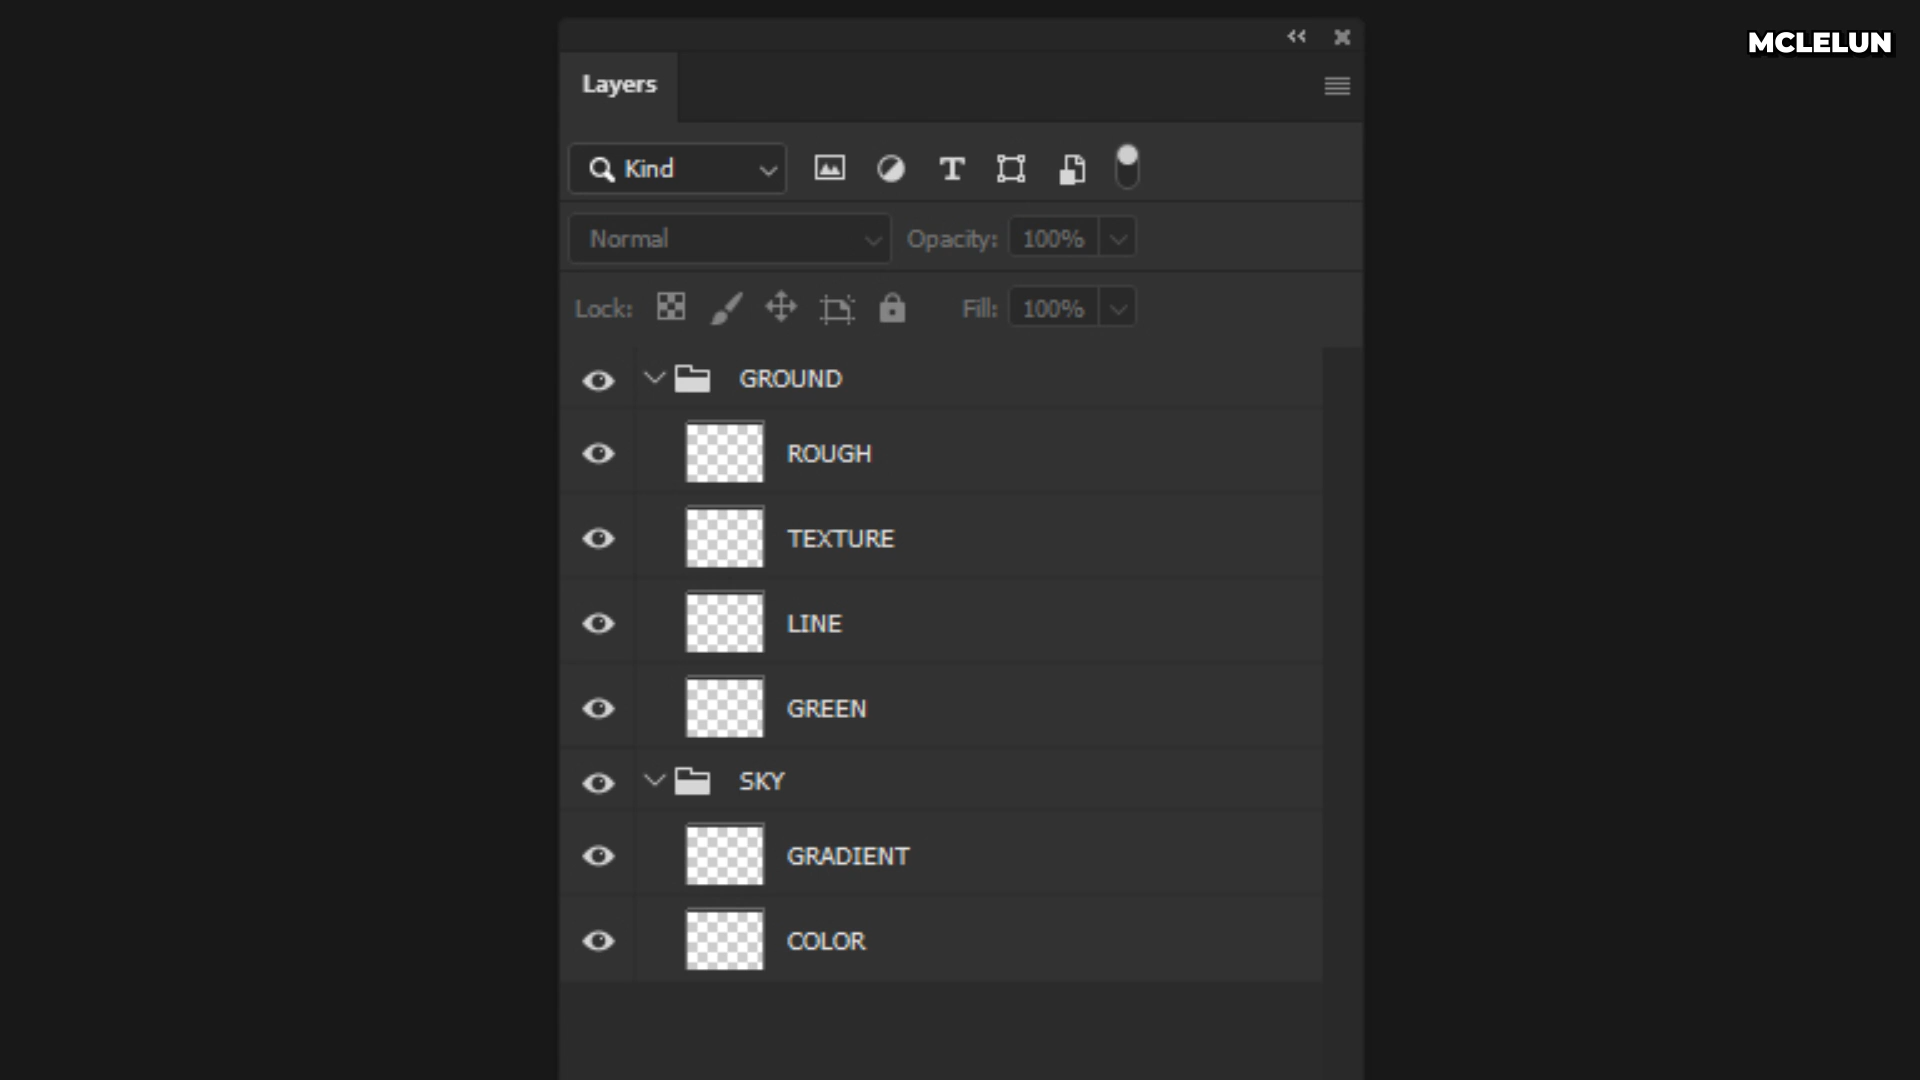 MCLELUN
Layers
Kind
Normal Opacity: 100%
Lock: Fill: 100%
GROUND
ROUGH
TEXTURE
LINE
GREEN
SKY
GRADIENT
COLOR